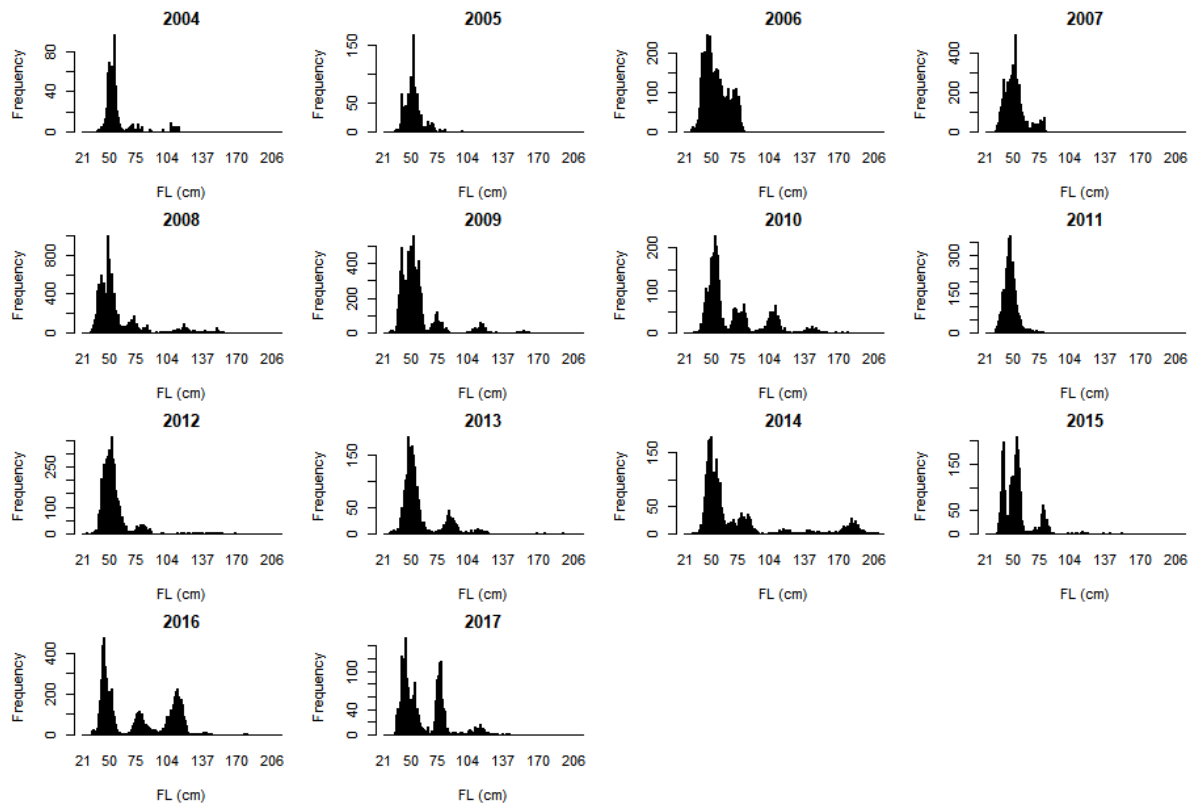 2004 2005 2006 2007
Frequency 0 40 80
Frequency 0 50 150
Frequency 0 100 200
Frequency 0 200 400
21 50 75 104 137 170 206 21 50 75 104 137 170 206 21 50 75 104 137 170 206 21 50 75 104 137 170 206
FL (cm) FL (cm) FL (cm) FL (cm)
2008 2009 2010 2011
Frequency 0 400 800
Frequency 0 200 400
Frequency 0 100 200
Frequency 0 150 300
21 50 75 104 137 170 206 21 50 75 104 137 170 206 21 50 75 104 137 170 206 21 50 75 104 137 170 206
FL (cm) FL (cm) FL (cm) FL (cm)
2012 2013 2014 2015
Frequency 0 100 250
Frequency 0 50 150
Frequency 0 50 150
Frequency 0 50 150
21 50 75 104 137 170 206 21 50 75 104 137 170 206 21 50 75 104 137 170 206 21 50 75 104 137 170 206
FL (cm) FL (cm) FL (cm) FL (cm)
2016 2017
Frequency 0 200 400
Frequency 0 40 100
21 50 75 104 137 170 206 21 50 75 104 137 170 206
FL (cm) FL (cm)